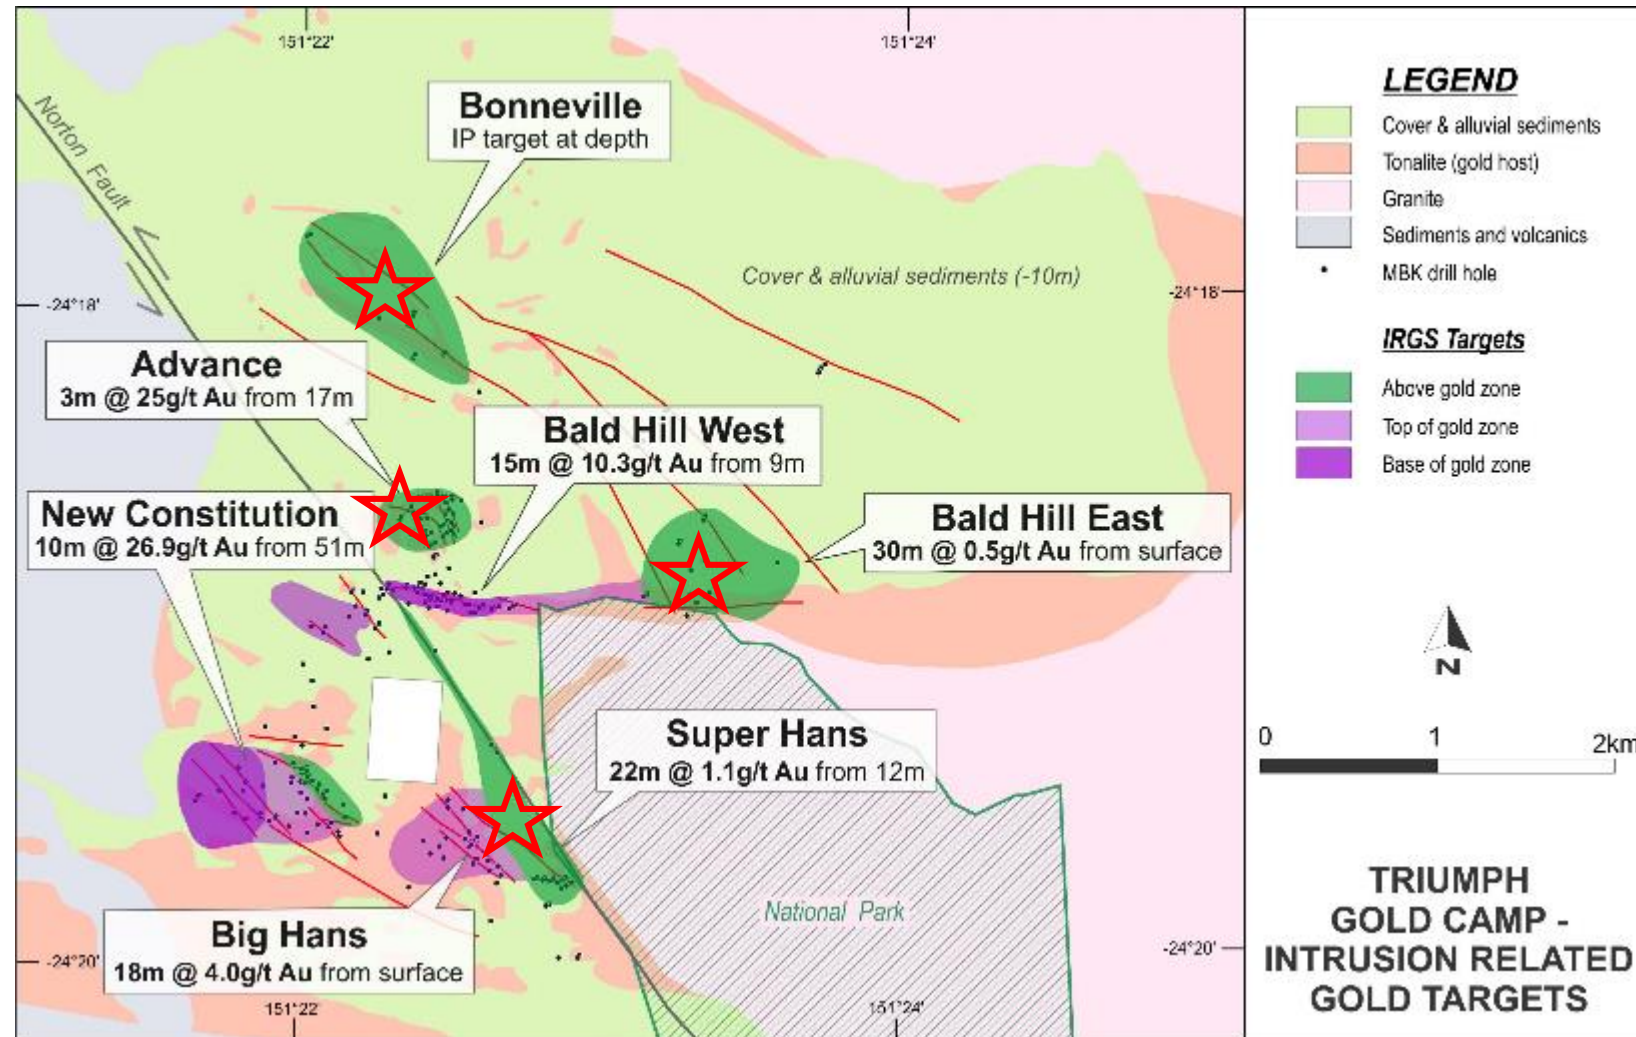 151°22'
151°24'
Norton Fault
Bonneville
IP target at depth
Cover & alluvial sediments (-10m)
-24°18'
-24°18'
Advance
3m @ 25g/t Au from 17m
Bald Hill West
15m @ 10.3g/t Au from 9m
New Constitution
10m @ 26.9g/t Au from 51m
Bald Hill East
30m @ 0.5g/t Au from surface
Super Hans
22m @ 1.1g/t Au from 12m
National Park
Big Hans
18m @ 4.0g/t Au from surface
-24°20'
-24°20'
151°22'
151°24'
LEGEND
Cover & alluvial sediments
Tonalite (gold host)
Granite
Sediments and volcanics
MBK drill hole
IRGS Targets
Above gold zone
Top of gold zone
Base of gold zone
N
0 1 2km
TRIUMPH
GOLD CAMP -
INTRUSION RELATED
GOLD TARGETS